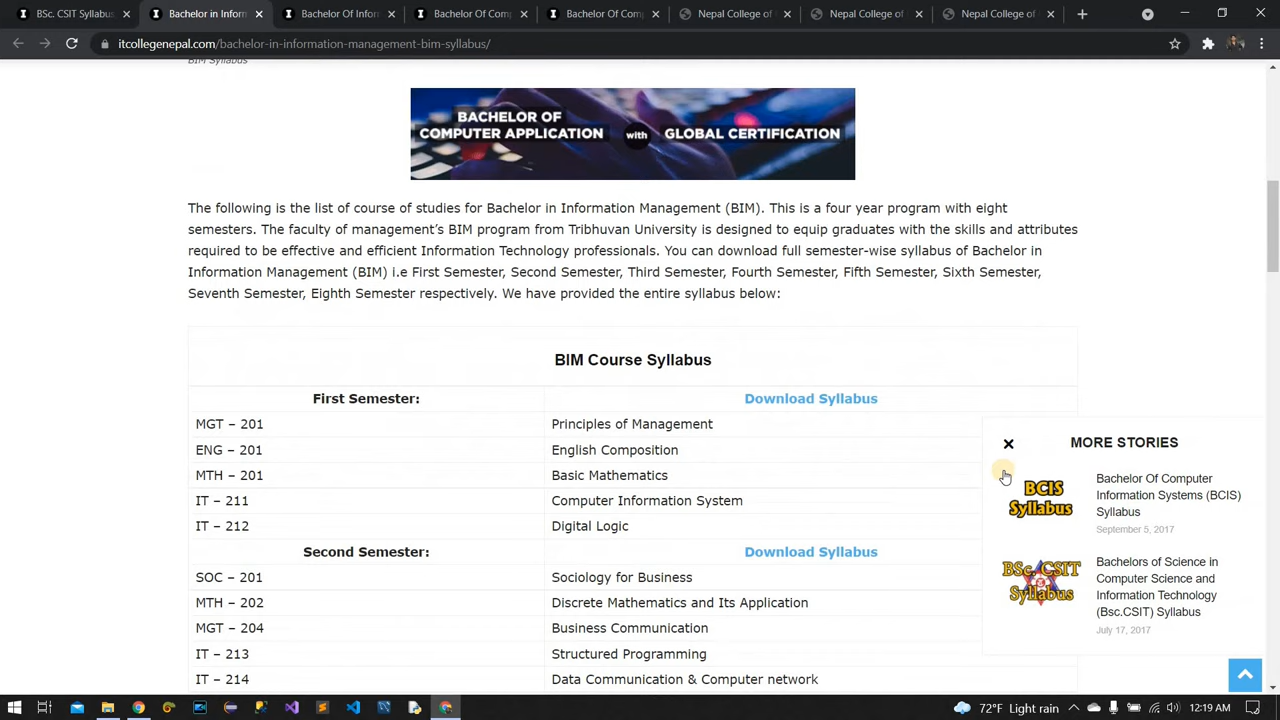 BSc. CSIT Syllabus
Bachelor in Inform
Bachelor Of Inform
Bachelor Of Comp
Bachelor Of Comp
Nepal College of
Nepal College of
Nepal College of
itcollegenepal.com/bachelor-in-information-management-bim-syllabus/
BIM Syllabus
BACHELOR OF
COMPUTER APPLICATION with GLOBAL CERTIFICATION
The following is the list of course of studies for Bachelor in Information Management (BIM). This is a four year program with eight
semesters. The faculty of management's BIM program from Tribhuvan University is designed to equip graduates with the skills and attributes
required to be effective and efficient Information Technology professionals. You can download full semester-wise syllabus of Bachelor in
Information Management (BIM) i.e First Semester, Second Semester, Third Semester, Fourth Semester, Fifth Semester, Sixth Semester,
Seventh Semester, Eighth Semester respectively. We have provided the entire syllabus below:
BIM Course Syllabus
First Semester: Download Syllabus
MGT – 201 Principles of Management
ENG – 201 English Composition
MTH – 201 Basic Mathematics
IT – 211 Computer Information System
IT – 212 Digital Logic
Second Semester: Download Syllabus
SOC – 201 Sociology for Business
MTH – 202 Discrete Mathematics and Its Application
MGT – 204 Business Communication
IT – 213 Structured Programming
IT – 214 Data Communication & Computer network
MORE STORIES
BCIS
Syllabus
Bachelor Of Computer
Information Systems (BCIS)
Syllabus
September 5, 2017
BSc. CSIT
Syllabus
Bachelors of Science in
Computer Science and
Information Technology
(Bsc.CSIT) Syllabus
July 17, 2017
72°F Light rain
12:19 AM